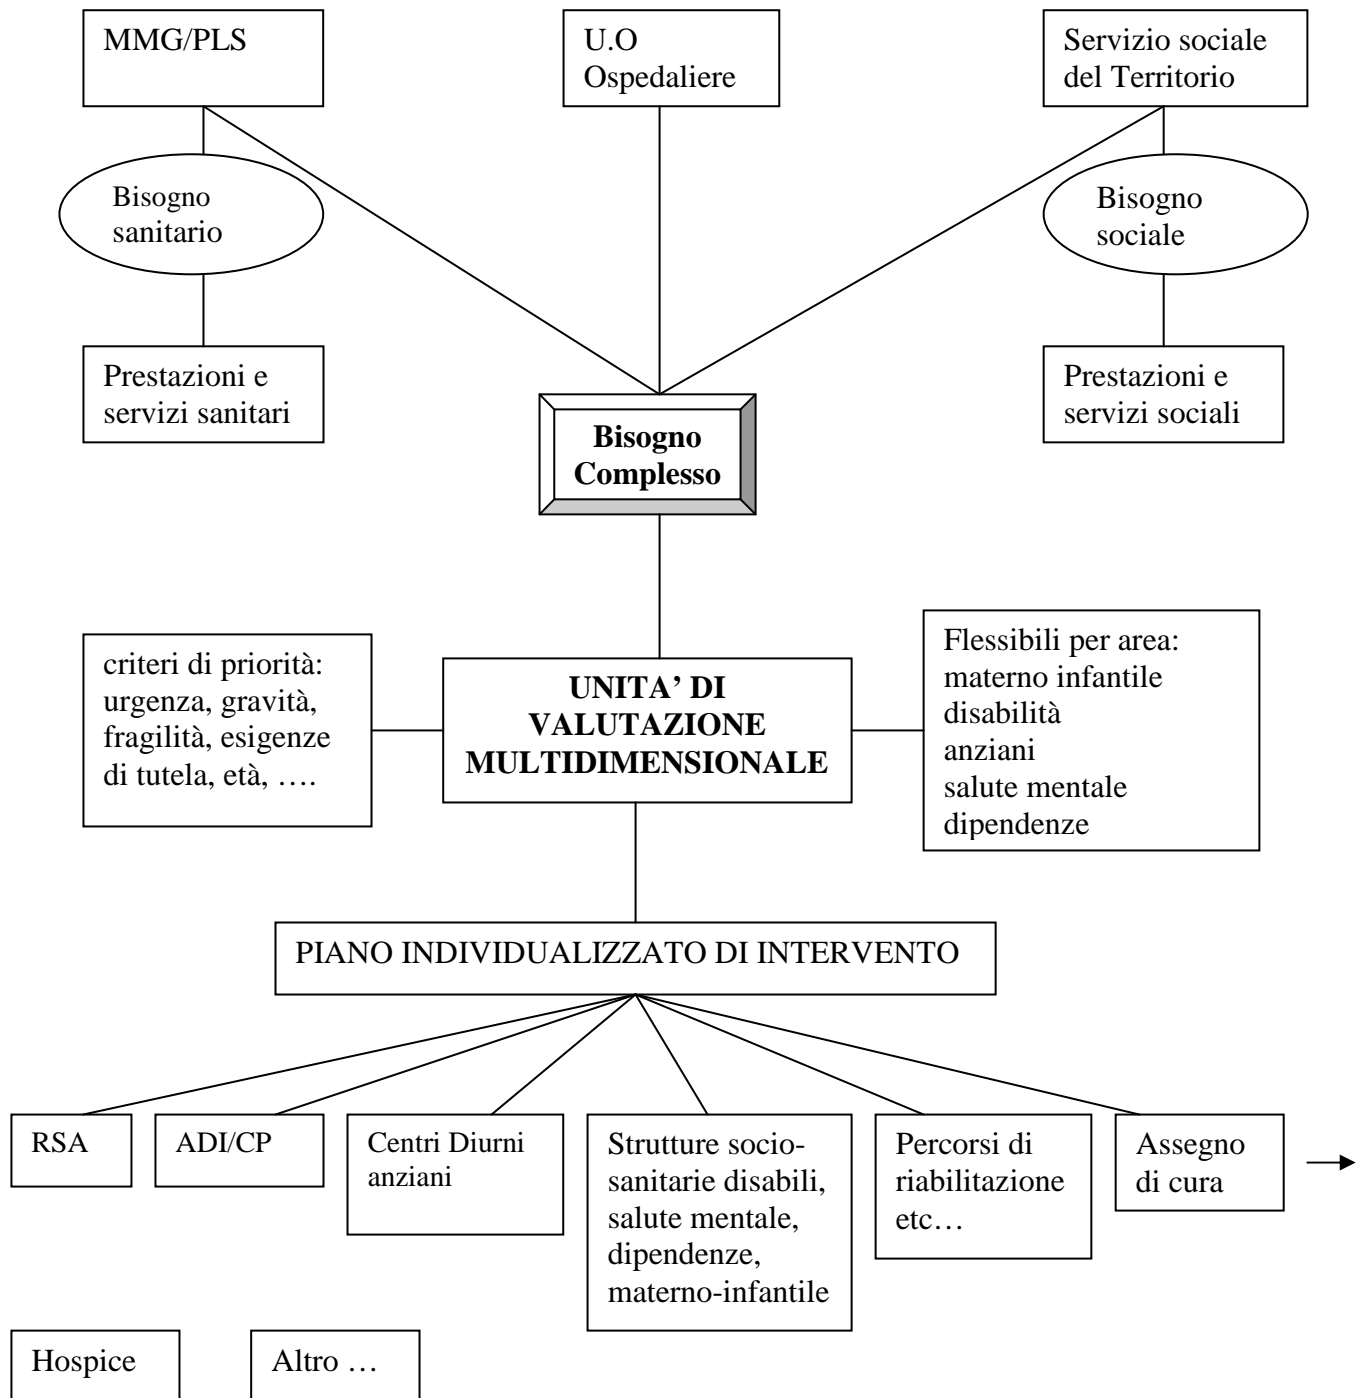 MMG/PLS
U.O
Ospedaliere
Servizio sociale
del Territorio
Bisogno
sanitario
Bisogno
sociale
Prestazioni e
servizi sanitari
Prestazioni e
servizi sociali
Bisogno
Complesso
criteri di priorità:
urgenza, gravità,
fragilità, esigenze
di tutela, età, ….
UNITA’ DI
VALUTAZIONE
MULTIDIMENSIONALE
Flessibili per area:
materno infantile
disabilità
anziani
salute mentale
dipendenze
PIANO INDIVIDUALIZZATO DI INTERVENTO
RSA
ADI/CP
Centri Diurni
anziani
Strutture socio-
sanitarie disabili,
salute mentale,
dipendenze,
materno-infantile
Percorsi di
riabilitazione
etc…
Assegno
di cura
Hospice
Altro …